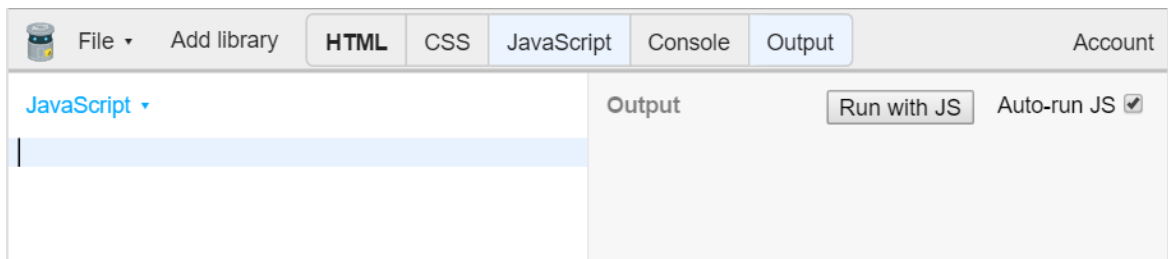 File Add library HTML CSS JavaScript Console Output Account
JavaScript Output Run with JS Auto-run JS